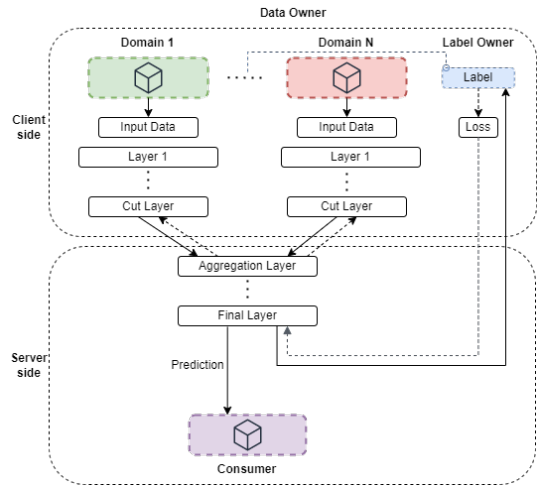 Data Owner
Domain 1
Domain N
Label Owner
Label
Client
side
Input Data
Input Data
Loss
Layer 1
Layer 1
Cut Layer
Cut Layer
Aggregation Layer
Final Layer
Server
side
Prediction
Consumer